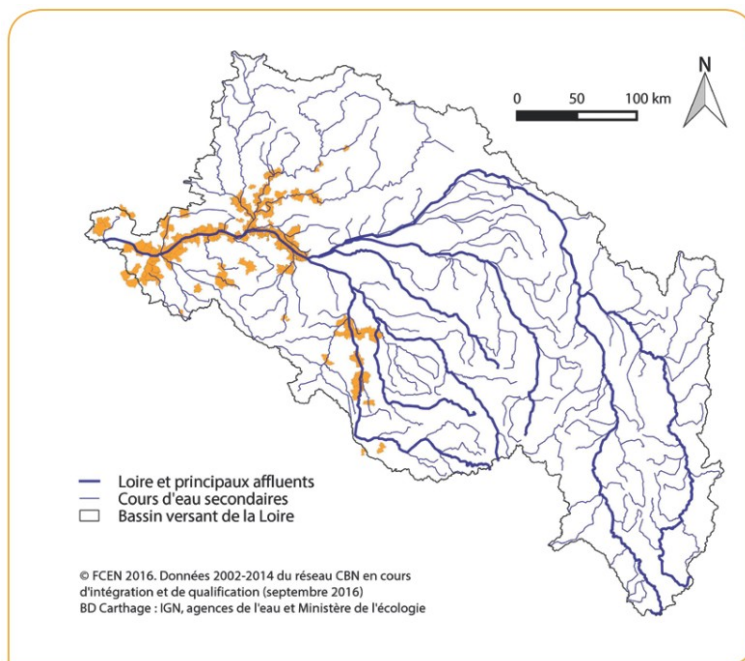 N
0 50 100 km
Loire et principaux affluents
Cours d'eau secondaires
Bassin versant de la Loire
© FCEN 2016. Données 2002-2014 du réseau CBN en cours
d'intégration et de qualification (septembre 2016)
BD Carthage : IGN, agences de l'eau et Ministère de l'écologie